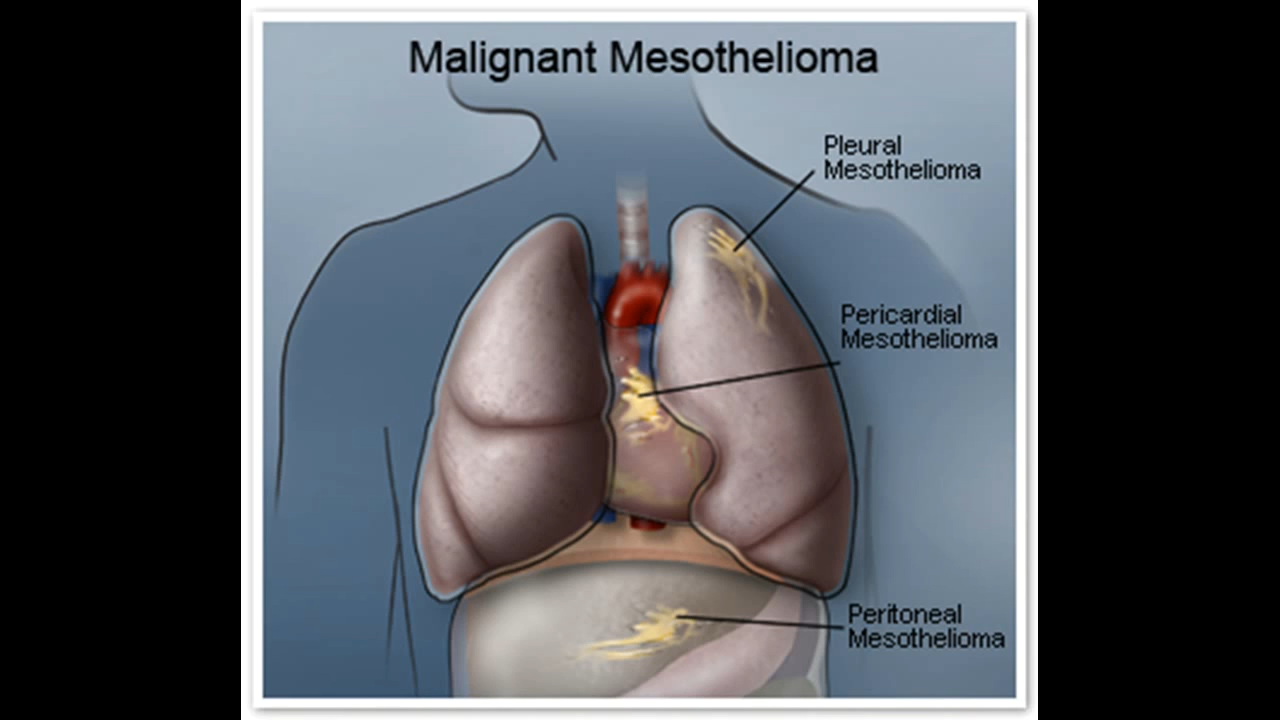 Malignant Mesothelioma
Pleural
Mesothelioma
Pericardial
Mesothelioma
Peritoneal
Mesothelioma